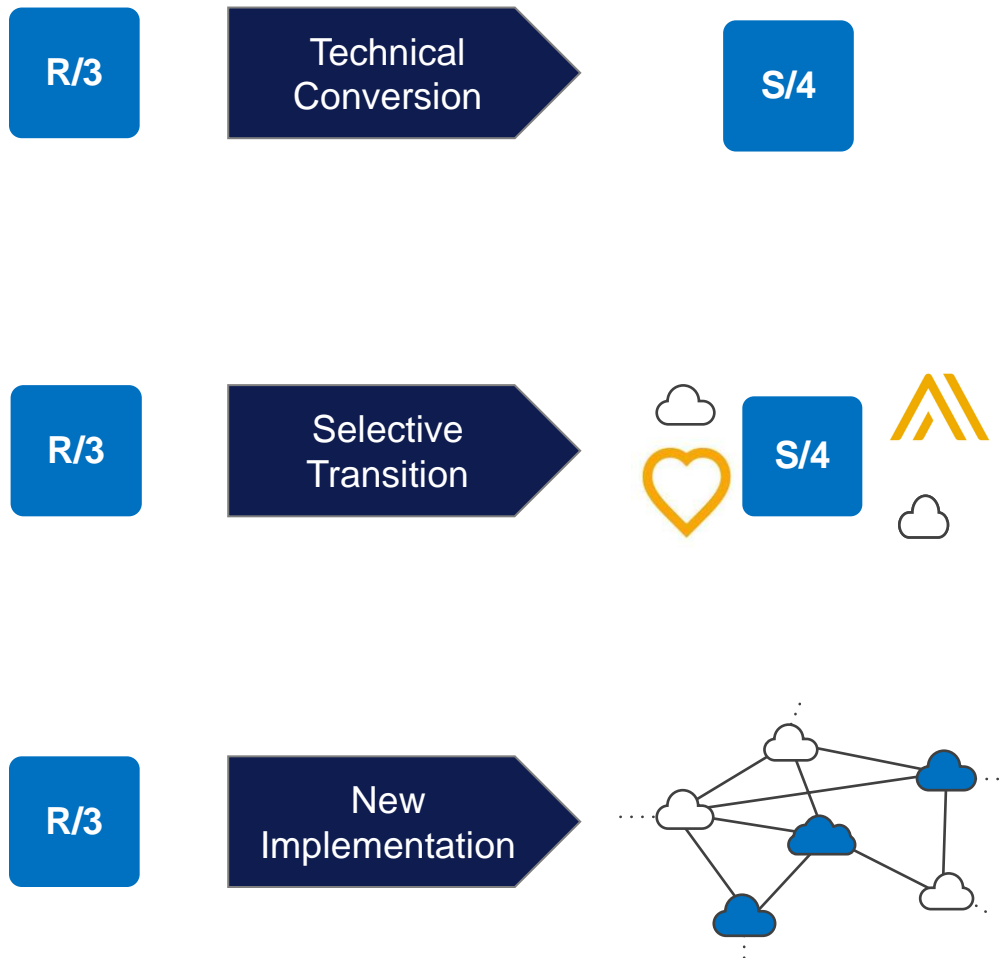 R/3
Technical
Conversion
S/4
R/3
Selective
Transition
S/4
R/3
New
Implementation